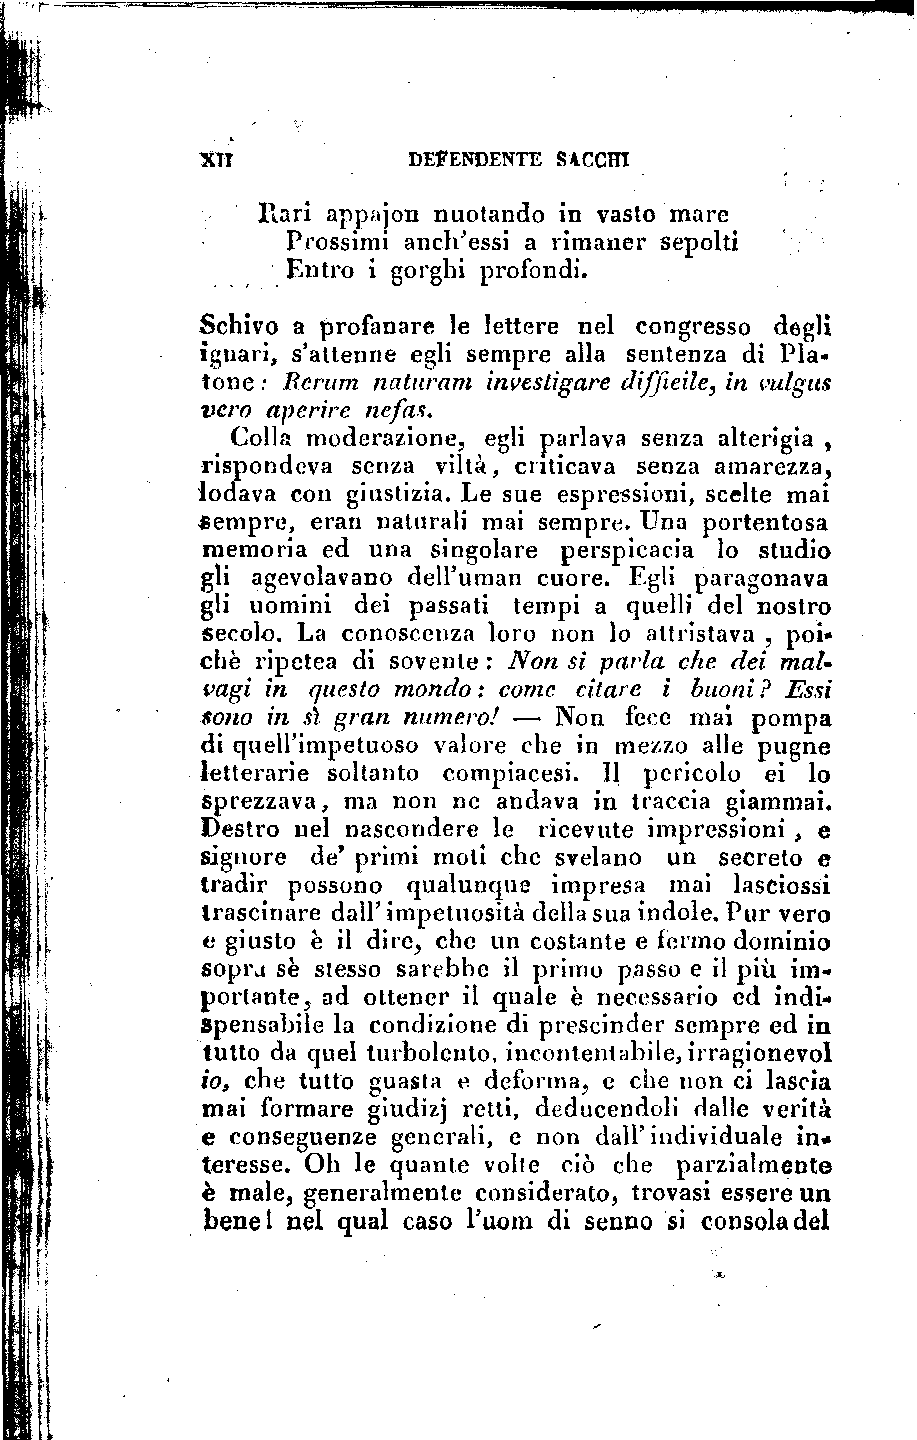 XII DEFENDENTE SACCHI
Rari appajon nuotando in vasto mare
Prossimi anch'essi a rimaner sepolti
Entro i gorghi profondi.
Schivo a profanare le lettere nel congresso degli
ignari, s'attenne egli sempre alla sentenza di Pla-
tone: Rerum naturam investigare difficile, in vulgus
vero aperire nefas.
Colla moderazione, egli parlava senza alterigia,
rispondeva senza viltà, criticava senza amarezza,
lodava con giustizia. Le sue espressioni, scelte mai
sempre, eran naturali mai sempre. Una portentosa
memoria ed una singolare perspicacia lo studio
gli agevolavano dell'uman cuore. Egli paragonava
gli uomini dei passati tempi a quelli del nostro
secolo. La conoscenza loro non lo attristava, poi-
chè ripetea di sovente: Non si parla che dei mal-
vagi in questo mondo: come citare i buoni? Essi
sono in sì gran numero! — Non fece mai pompa
di quell'impetuoso valore che in mezzo alle pugne
letterarie soltanto compiacesi. Il pericolo ei lo
sprezzava, ma non ne andava in traccia giammai.
Destro nel nascondere le ricevute impressioni, e
signore de' primi moti che svelano un secreto e
tradir possono qualunque impresa mai lasciossi
trascinare dall'impetuosità della sua indole. Pur vero
e giusto è il dire, che un costante e fermo dominio
sopra sè stesso sarebbe il primo passo e il più im-
portante, ad ottener il quale è necessario ed indi-
spensabile la condizione di prescinder sempre ed in
tutto da quel turbolento, incontentabile, irragionevol
io, che tutto guasta e deforma, e che non ci lascia
mai formare giudizj retti, deducendoli dalle verità
e conseguenze generali, e non dall'individuale in-
teresse. Oh le quante volte ciò che parzialmente
è male, generalmente considerato, trovasi essere un
bene! nel qual caso l'uom di senno si consola del